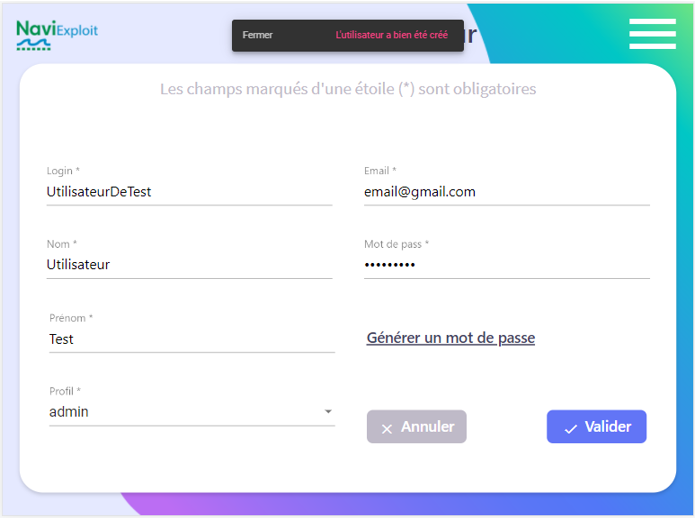 NaviExploit
Fermer L'utilisateur a bien été créé
Les champs marqués d'une étoile (*) sont obligatoires
Login * Email *
UtilisateurDeTest email@gmail.com
Nom * Mot de pass *
Utilisateur •••••••••
Prénom *
Test Générer un mot de passe
Profil *
admin
Annuler Valider